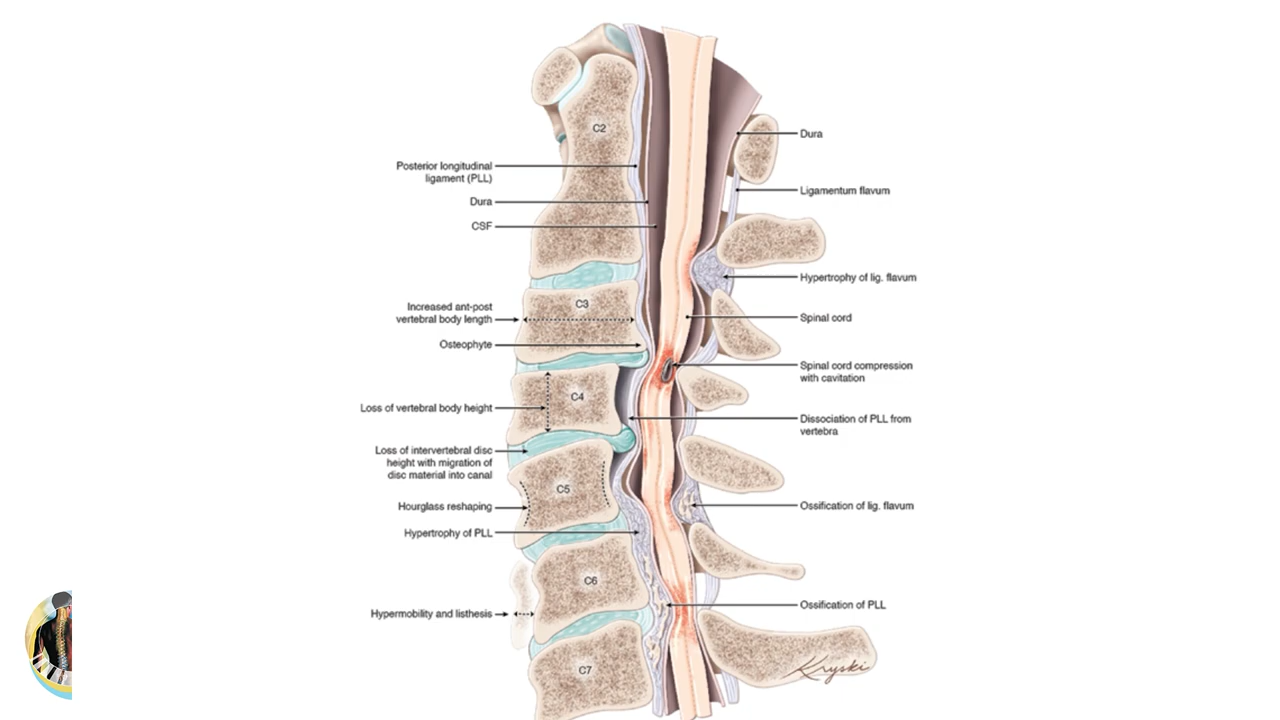 C2
Posterior longitudinal
ligament (PLL)
Dura
CSF
C3
Increased ant-post
vertebral body length
Osteophyte
C4
Loss of vertebral body height
Loss of intervertebral disc
height with migration of
disc material into canal
C5
Hourglass reshaping
Hypertrophy of PLL
C6
Hypermobility and listhesis
C7
Dura
Ligamentum flavum
Hypertrophy of lig. flavum
Spinal cord
Spinal cord compression
with cavitation
Dissociation of PLL from
vertebra
Ossification of lig. flavum
Ossification of PLL
Kryski